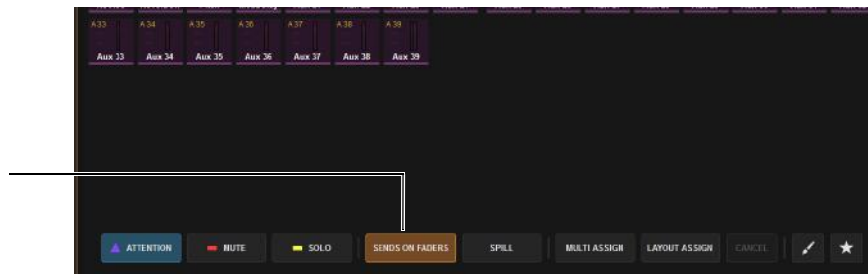 A 33 A 34 A 35 A 36 A 37 A 38 A 39
Aux 33 Aux 34 Aux 35 Aux 36 Aux 37 Aux 38 Aux 39
ATTENTION MUTE SOLO SENDS ON FADERS SPILL MULTI ASSIGN LAYOUT ASSIGN CANCEL